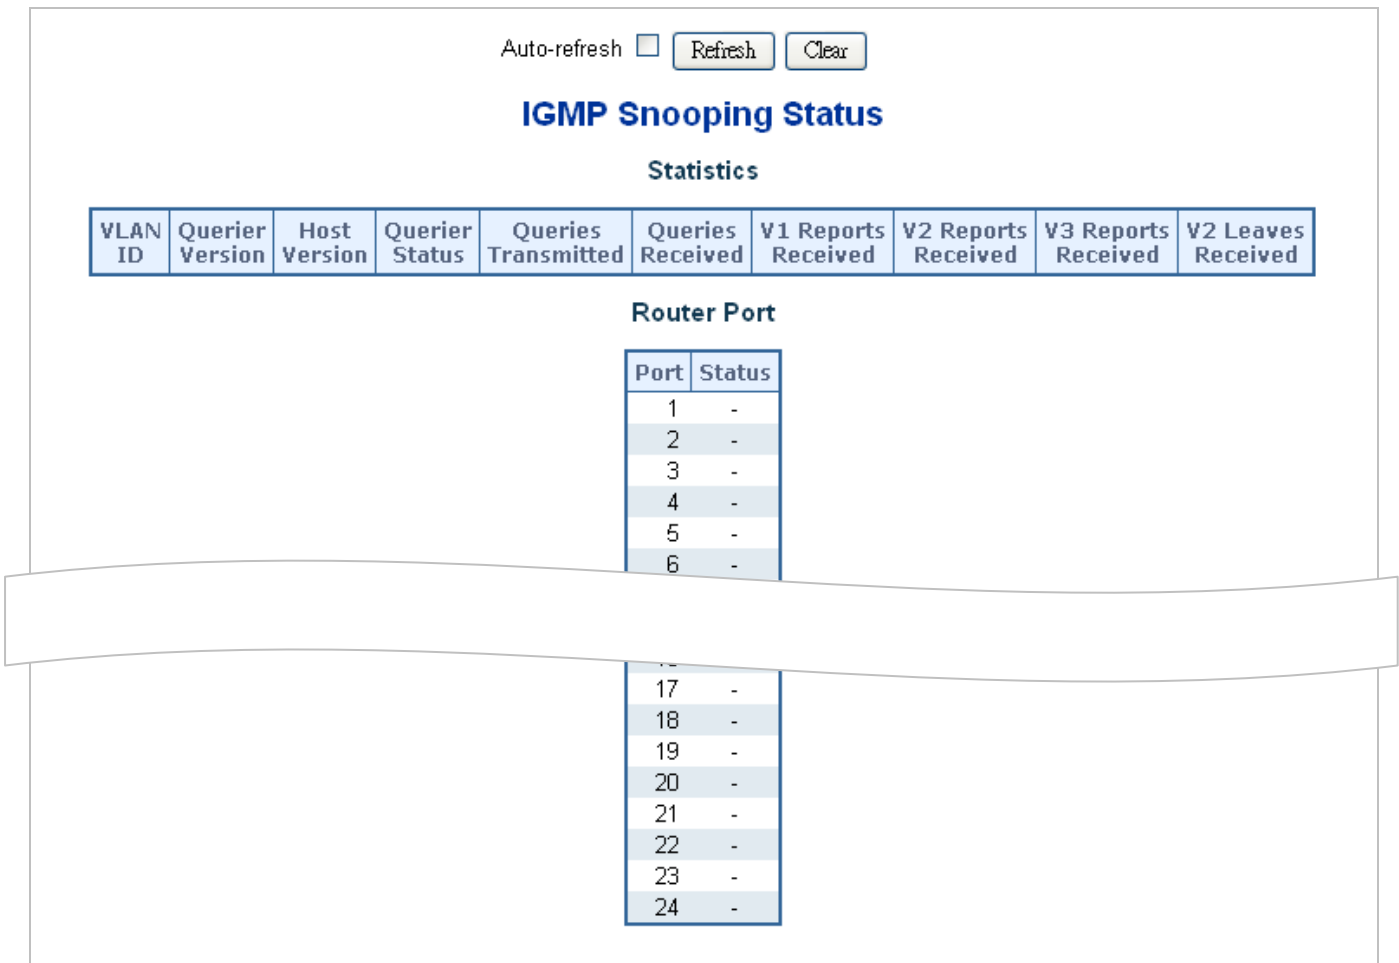 Auto-refresh Refresh Clear
IGMP Snooping Status
Statistics
VLAN ID Querier Version Host Version Querier Status Queries Transmitted Queries Received V1 Reports Received V2 Reports Received V3 Reports Received V2 Leaves Received
Router Port
Port Status
1 -
2 -
3 -
4 -
5 -
6 -
17 -
18 -
19 -
20 -
21 -
22 -
23 -
24 -